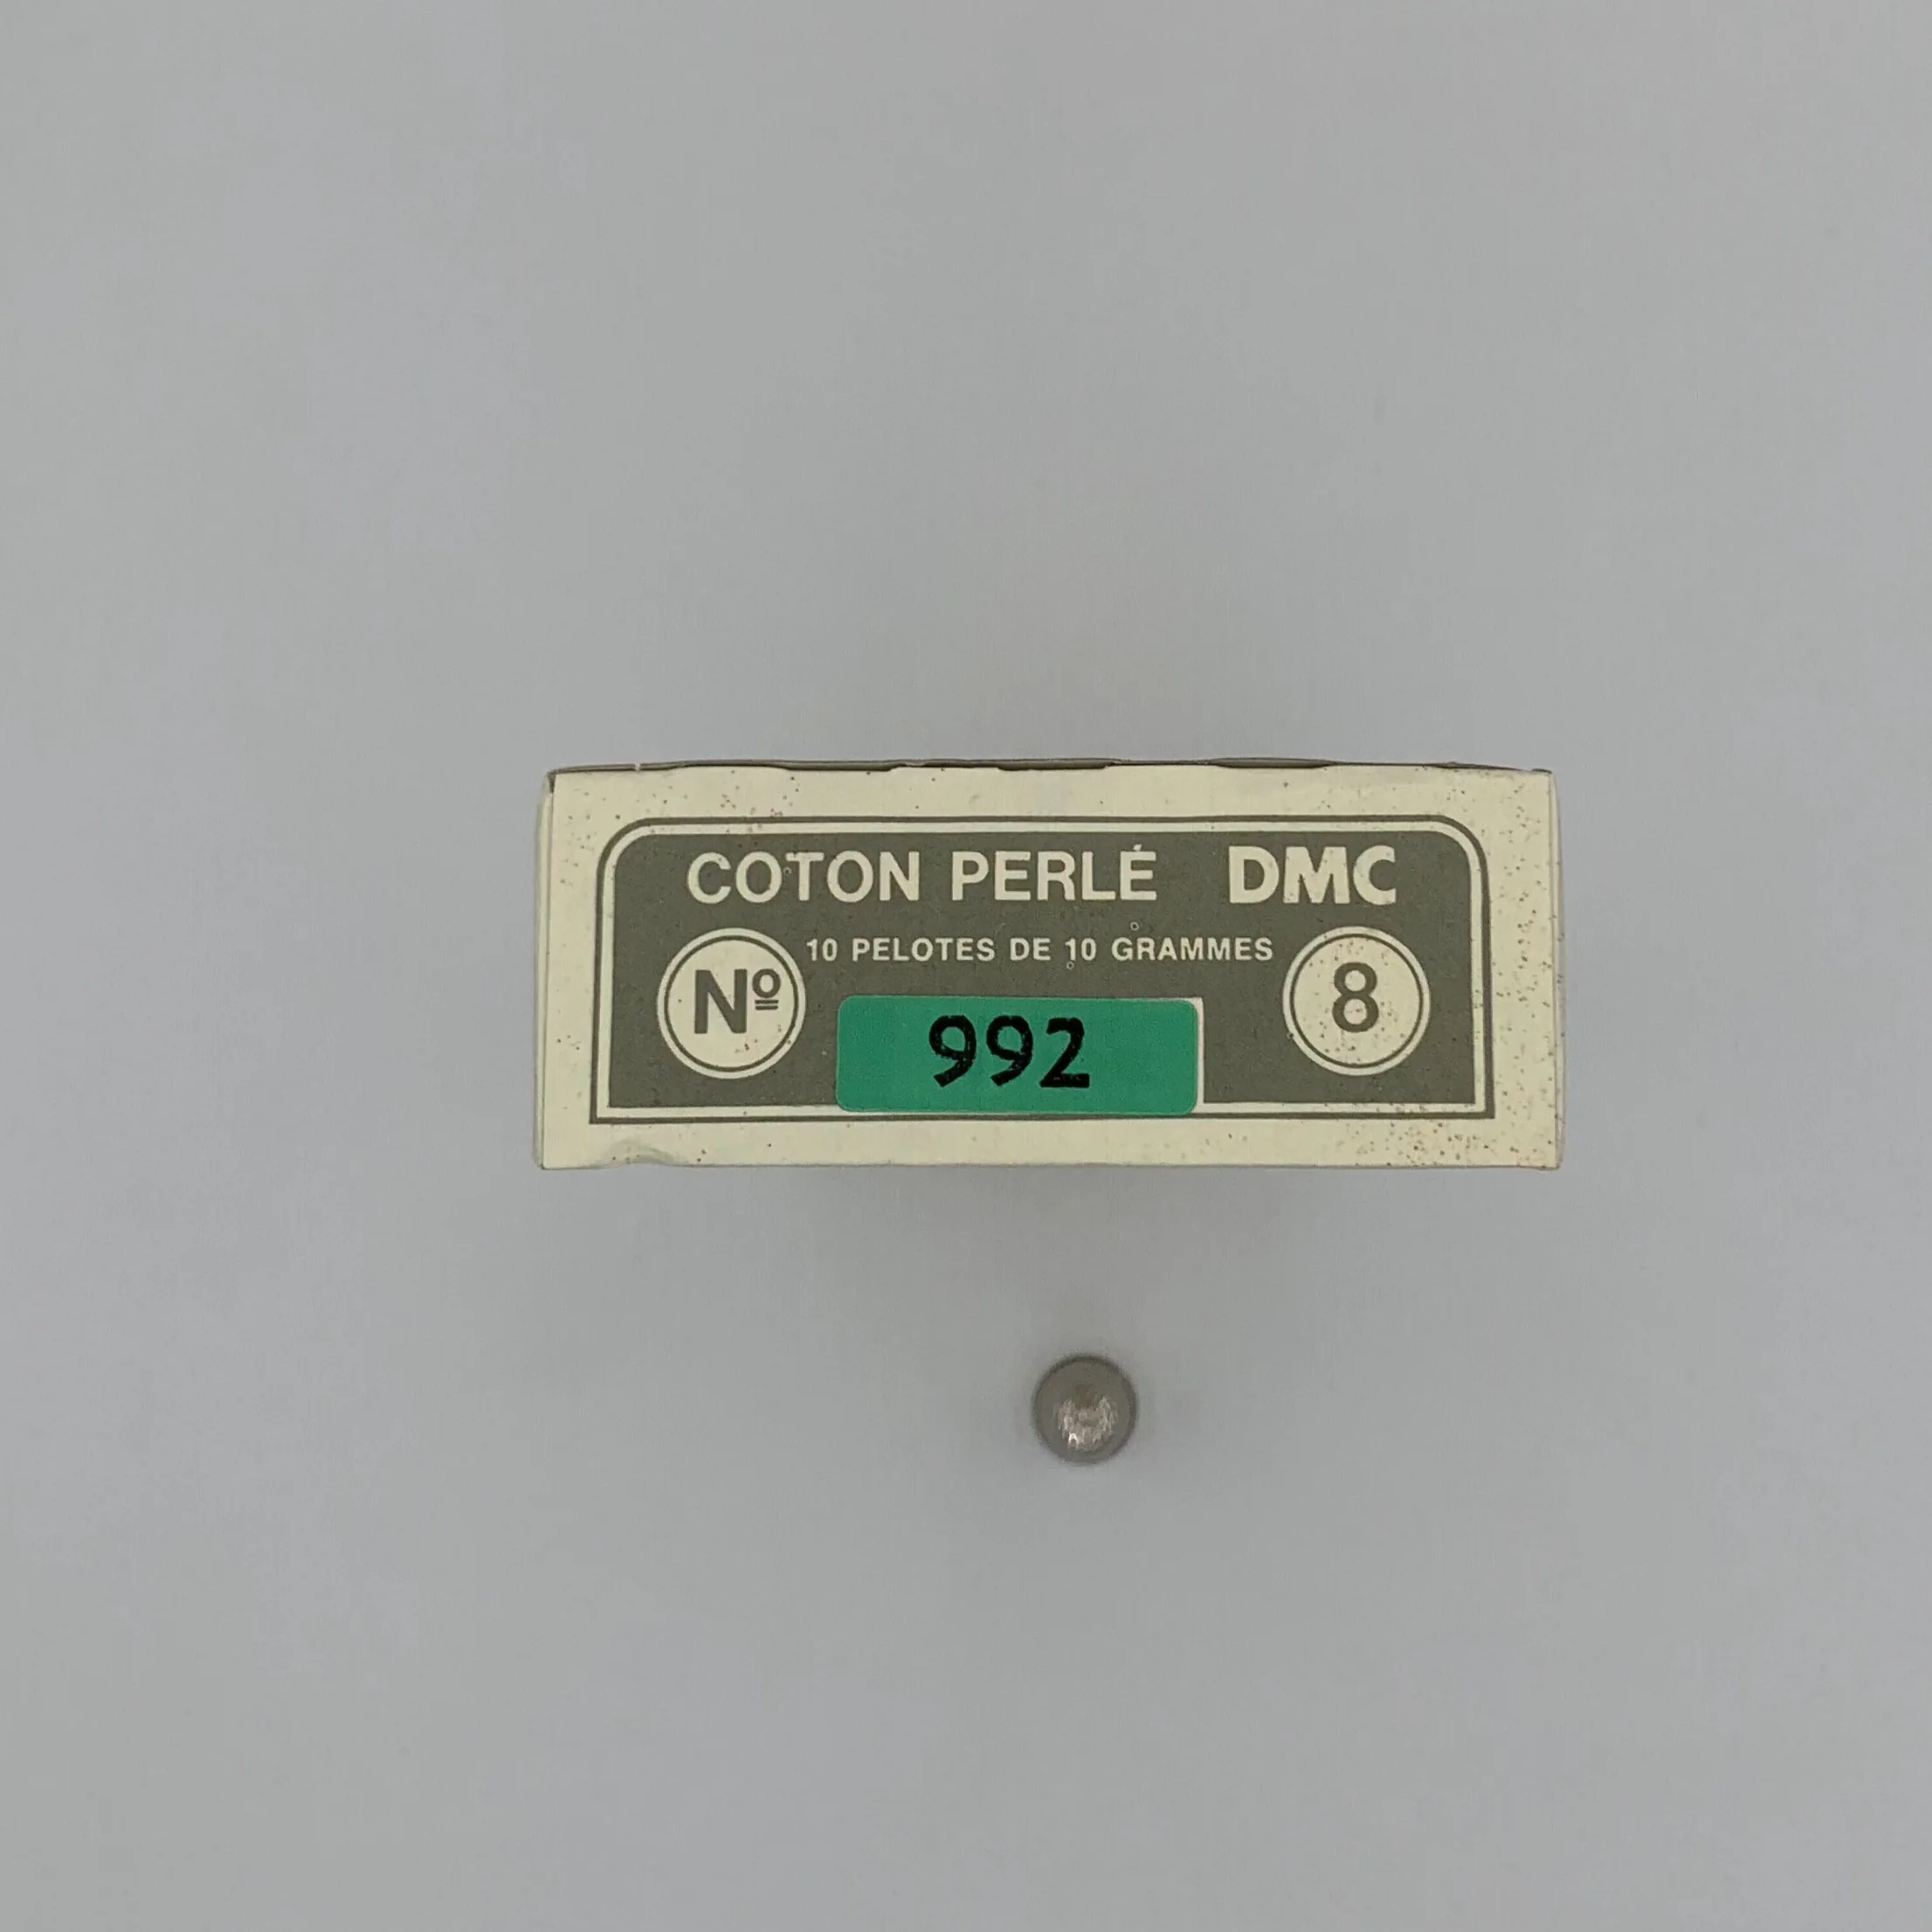 COTON PERLÉ DMC
10 PELOTES DE 10 GRAMMES
Nº 8
992